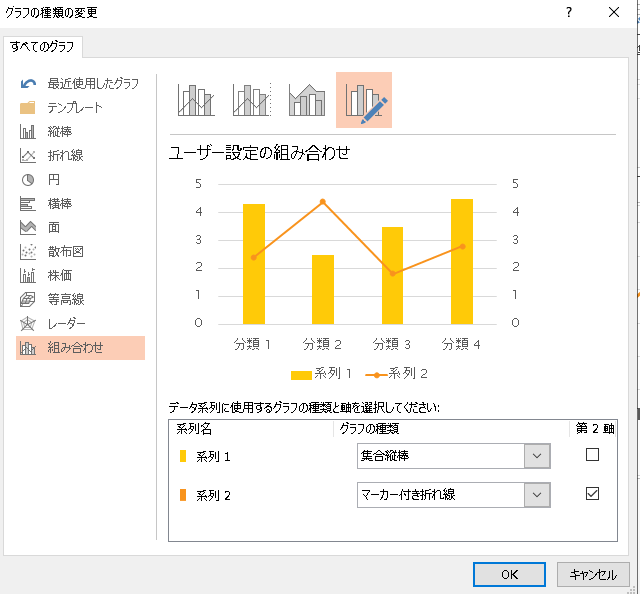 グラフの種類の変更
?
すべてのグラフ
最近使用したグラフ
テンプレート
縦棒
折れ線
円
横棒
面
散布図
株価
等高線
レーダー
組み合わせ
ユーザー設定の組み合わせ
5 5
4 4
3 3
2 2
1 1
0 0
分類 1 分類 2 分類 3 分類 4
系列 1 系列 2
データ系列に使用するグラフの種類と軸を選択してください:
系列名 グラフの種類 第 2 軸
系列 1 集合縦棒
系列 2 マーカー付き折れ線
OK キャンセル